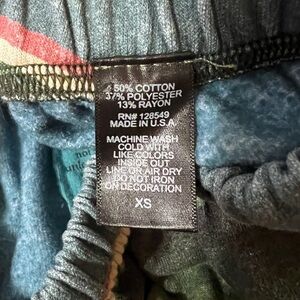 50% COTTON
37% POLYESTER
13% RAYON
RN# 128549
MADE IN U.S.A
MACHINE WASH
COLD WITH
LIKE COLORS
INSIDE OUT
LINE OR AIR DRY
DO NOT IRON
ON DECORATION
XS